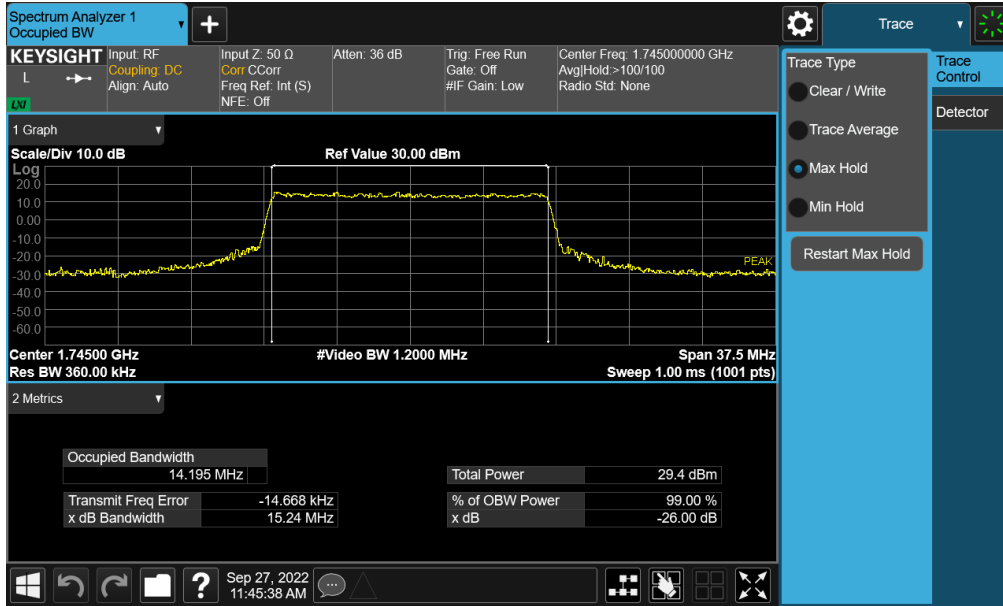 Spectrum Analyzer 1
Occupied BW
+
Trace
KEYSIGHT
L
LXI
Input: RF
Coupling: DC
Align: Auto
Input Z: 50 Ω
Corr CCorr
Freq Ref: Int (S)
NFE: Off
Atten: 36 dB
Trig: Free Run
Gate: Off
#IF Gain: Low
Center Freq: 1.745000000 GHz
Avg|Hold:>100/100
Radio Std: None
1 Graph
Scale/Div 10.0 dB
Ref Value 30.00 dBm
Log
20.0
10.0
0.00
-10.0
-20.0
-30.0
-40.0
-50.0
-60.0
PEAK
Center 1.74500 GHz
#Video BW 1.2000 MHz
Span 37.5 MHz
Res BW 360.00 kHz
Sweep 1.00 ms (1001 pts)
2 Metrics
Occupied Bandwidth
14.195 MHz
Transmit Freq Error -14.668 kHz
x dB Bandwidth 15.24 MHz
Total Power 29.4 dBm
% of OBW Power 99.00 %
x dB -26.00 dB
Trace Type
Clear / Write
Trace Average
Max Hold
Min Hold
Restart Max Hold
Trace
Control
Detector
?
Sep 27, 2022
11:45:38 AM